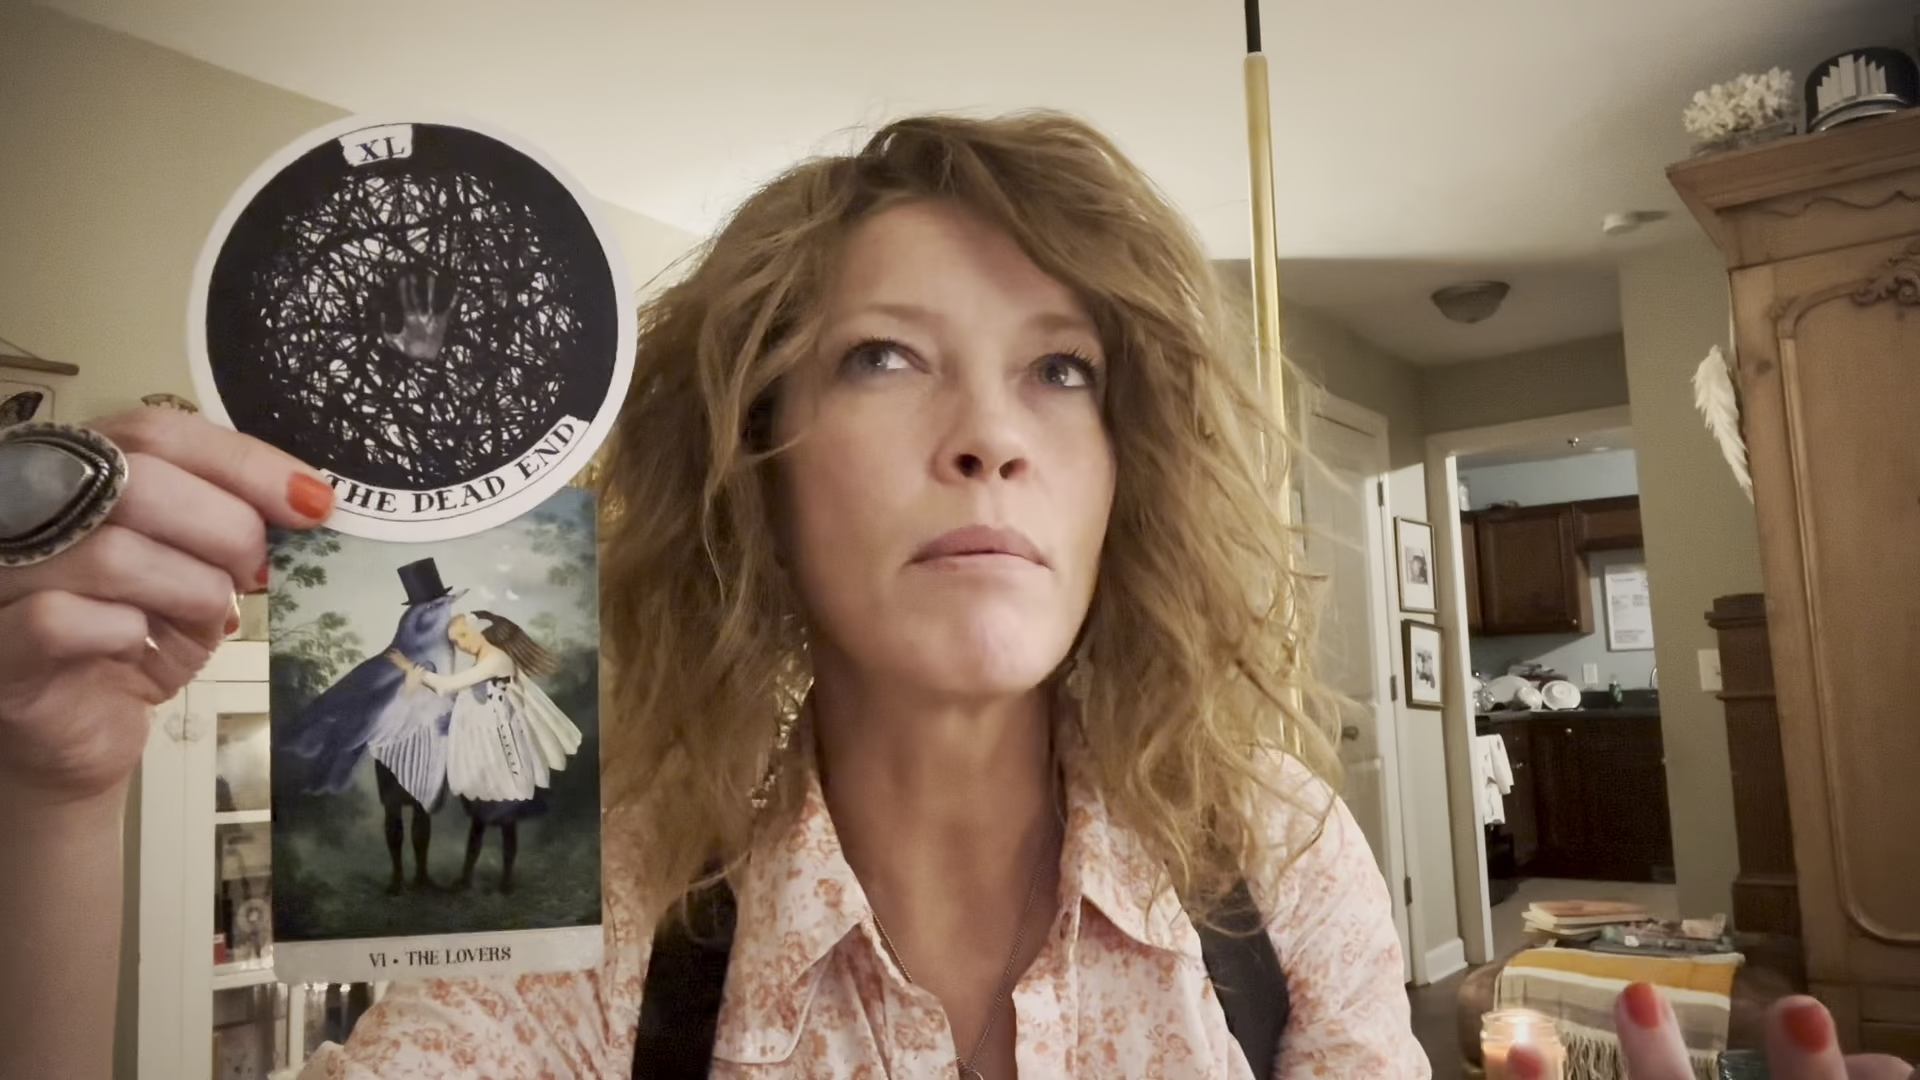 XL
THE DEAD END
VI • THE LOVERS